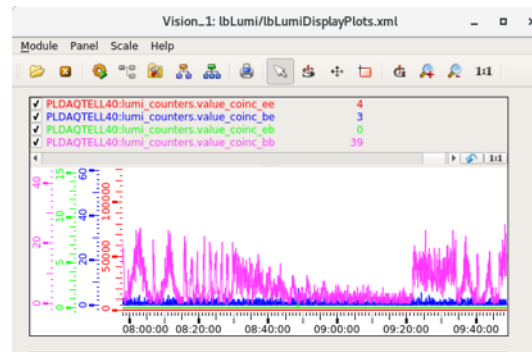 Vision_1: lbLumi/lbLumiDisplayPlots.xml
Module Panel Scale Help
1:1
PLDAQTELL40:lumi_counters.value_coinc_ee 4
PLDAQTELL40:lumi_counters.value_coinc_be 3
PLDAQTELL40:lumi_counters.value_coinc_eb 0
PLDAQTELL40:lumi_counters.value_coinc_bb 39
1:1
40
20
0
15
10
5
0
60
40
20
0
100000
50000
0
08:00:00 08:20:00 08:40:00 09:00:00 09:20:00 09:40:00